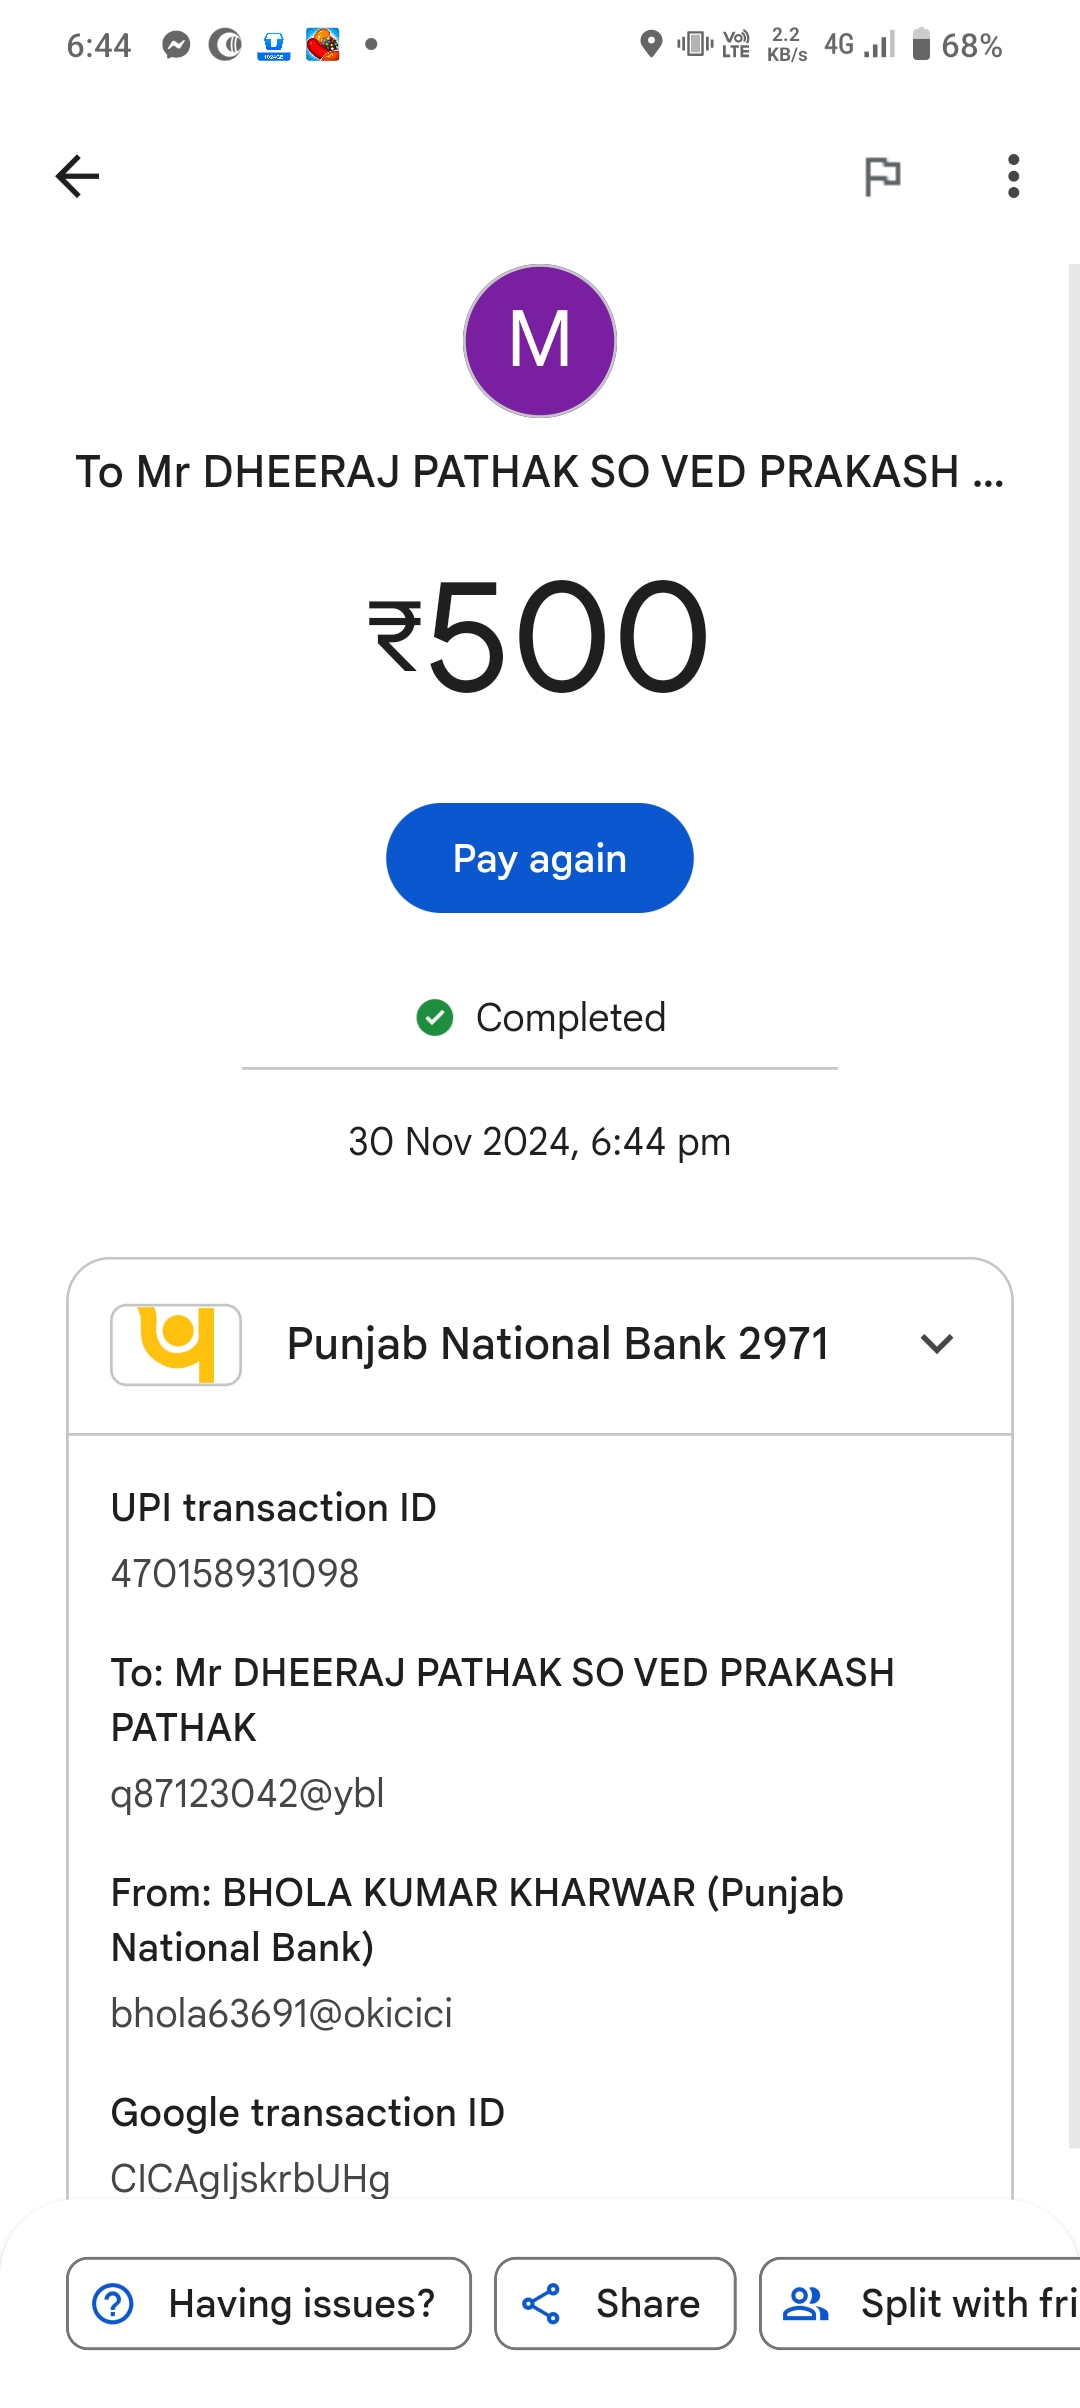 6:44
Vo))
LTE
2.2
KB/s
4G
68%
M
To Mr DHEERAJ PATHAK SO VED PRAKASH ...
₹500
Pay again
Completed
30 Nov 2024, 6:44 pm
Punjab National Bank 2971
UPI transaction ID
470158931098
To: Mr DHEERAJ PATHAK SO VED PRAKASH
PATHAK
q87123042@ybl
From: BHOLA KUMAR KHARWAR (Punjab
National Bank)
bhola63691@okicici
Google transaction ID
CICAgIjskrbUHg
Having issues?
Share
Split with fri